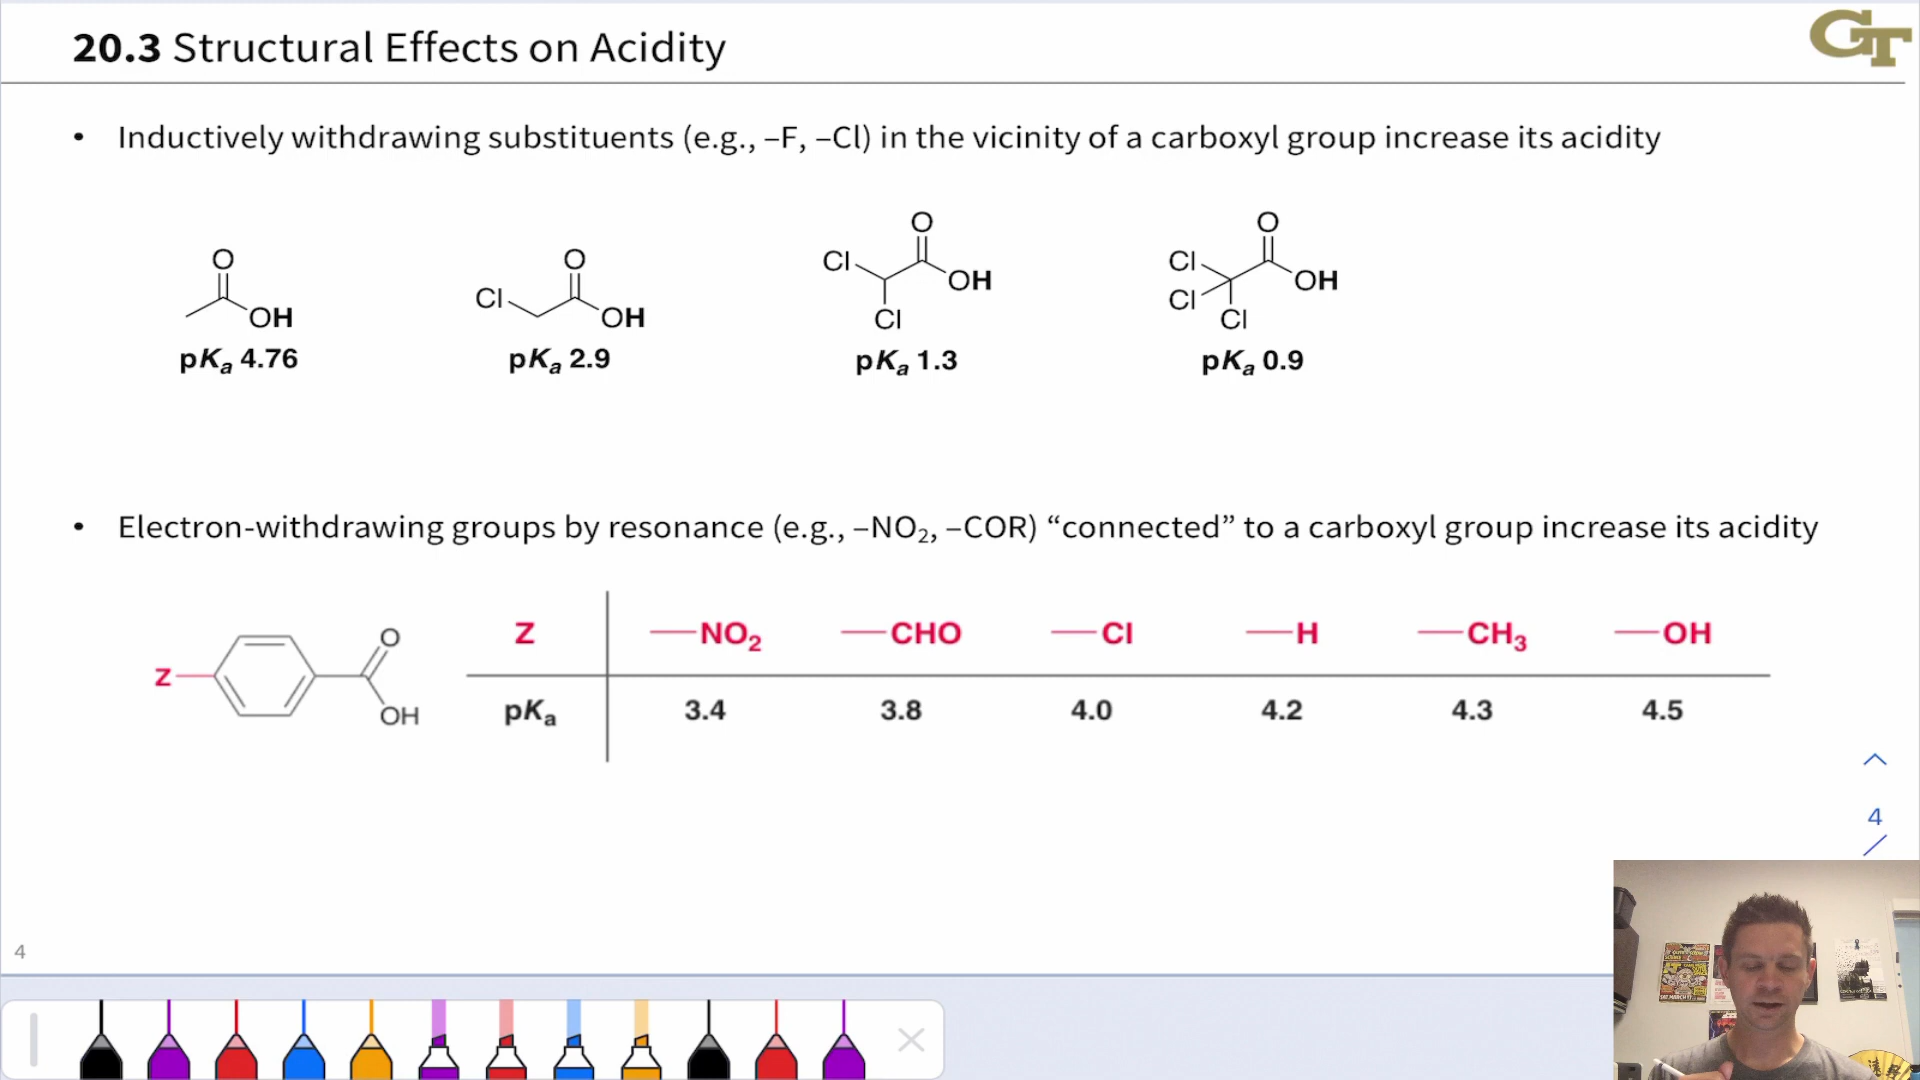 20.3 Structural Effects on Acidity
GT
• Inductively withdrawing substituents (e.g., –F, –Cl) in the vicinity of a carboxyl group increase its acidity
O OH
pKa 4.76
Cl O OH
pKa 2.9
Cl Cl O OH
pKa 1.3
Cl Cl Cl O OH
pKa 0.9
• Electron-withdrawing groups by resonance (e.g., –NO₂, –COR) “connected” to a carboxyl group increase its acidity
Z O OH
Z —NO₂ —CHO —Cl —H —CH₃ —OH
pKa 3.4 3.8 4.0 4.2 4.3 4.5
4
4